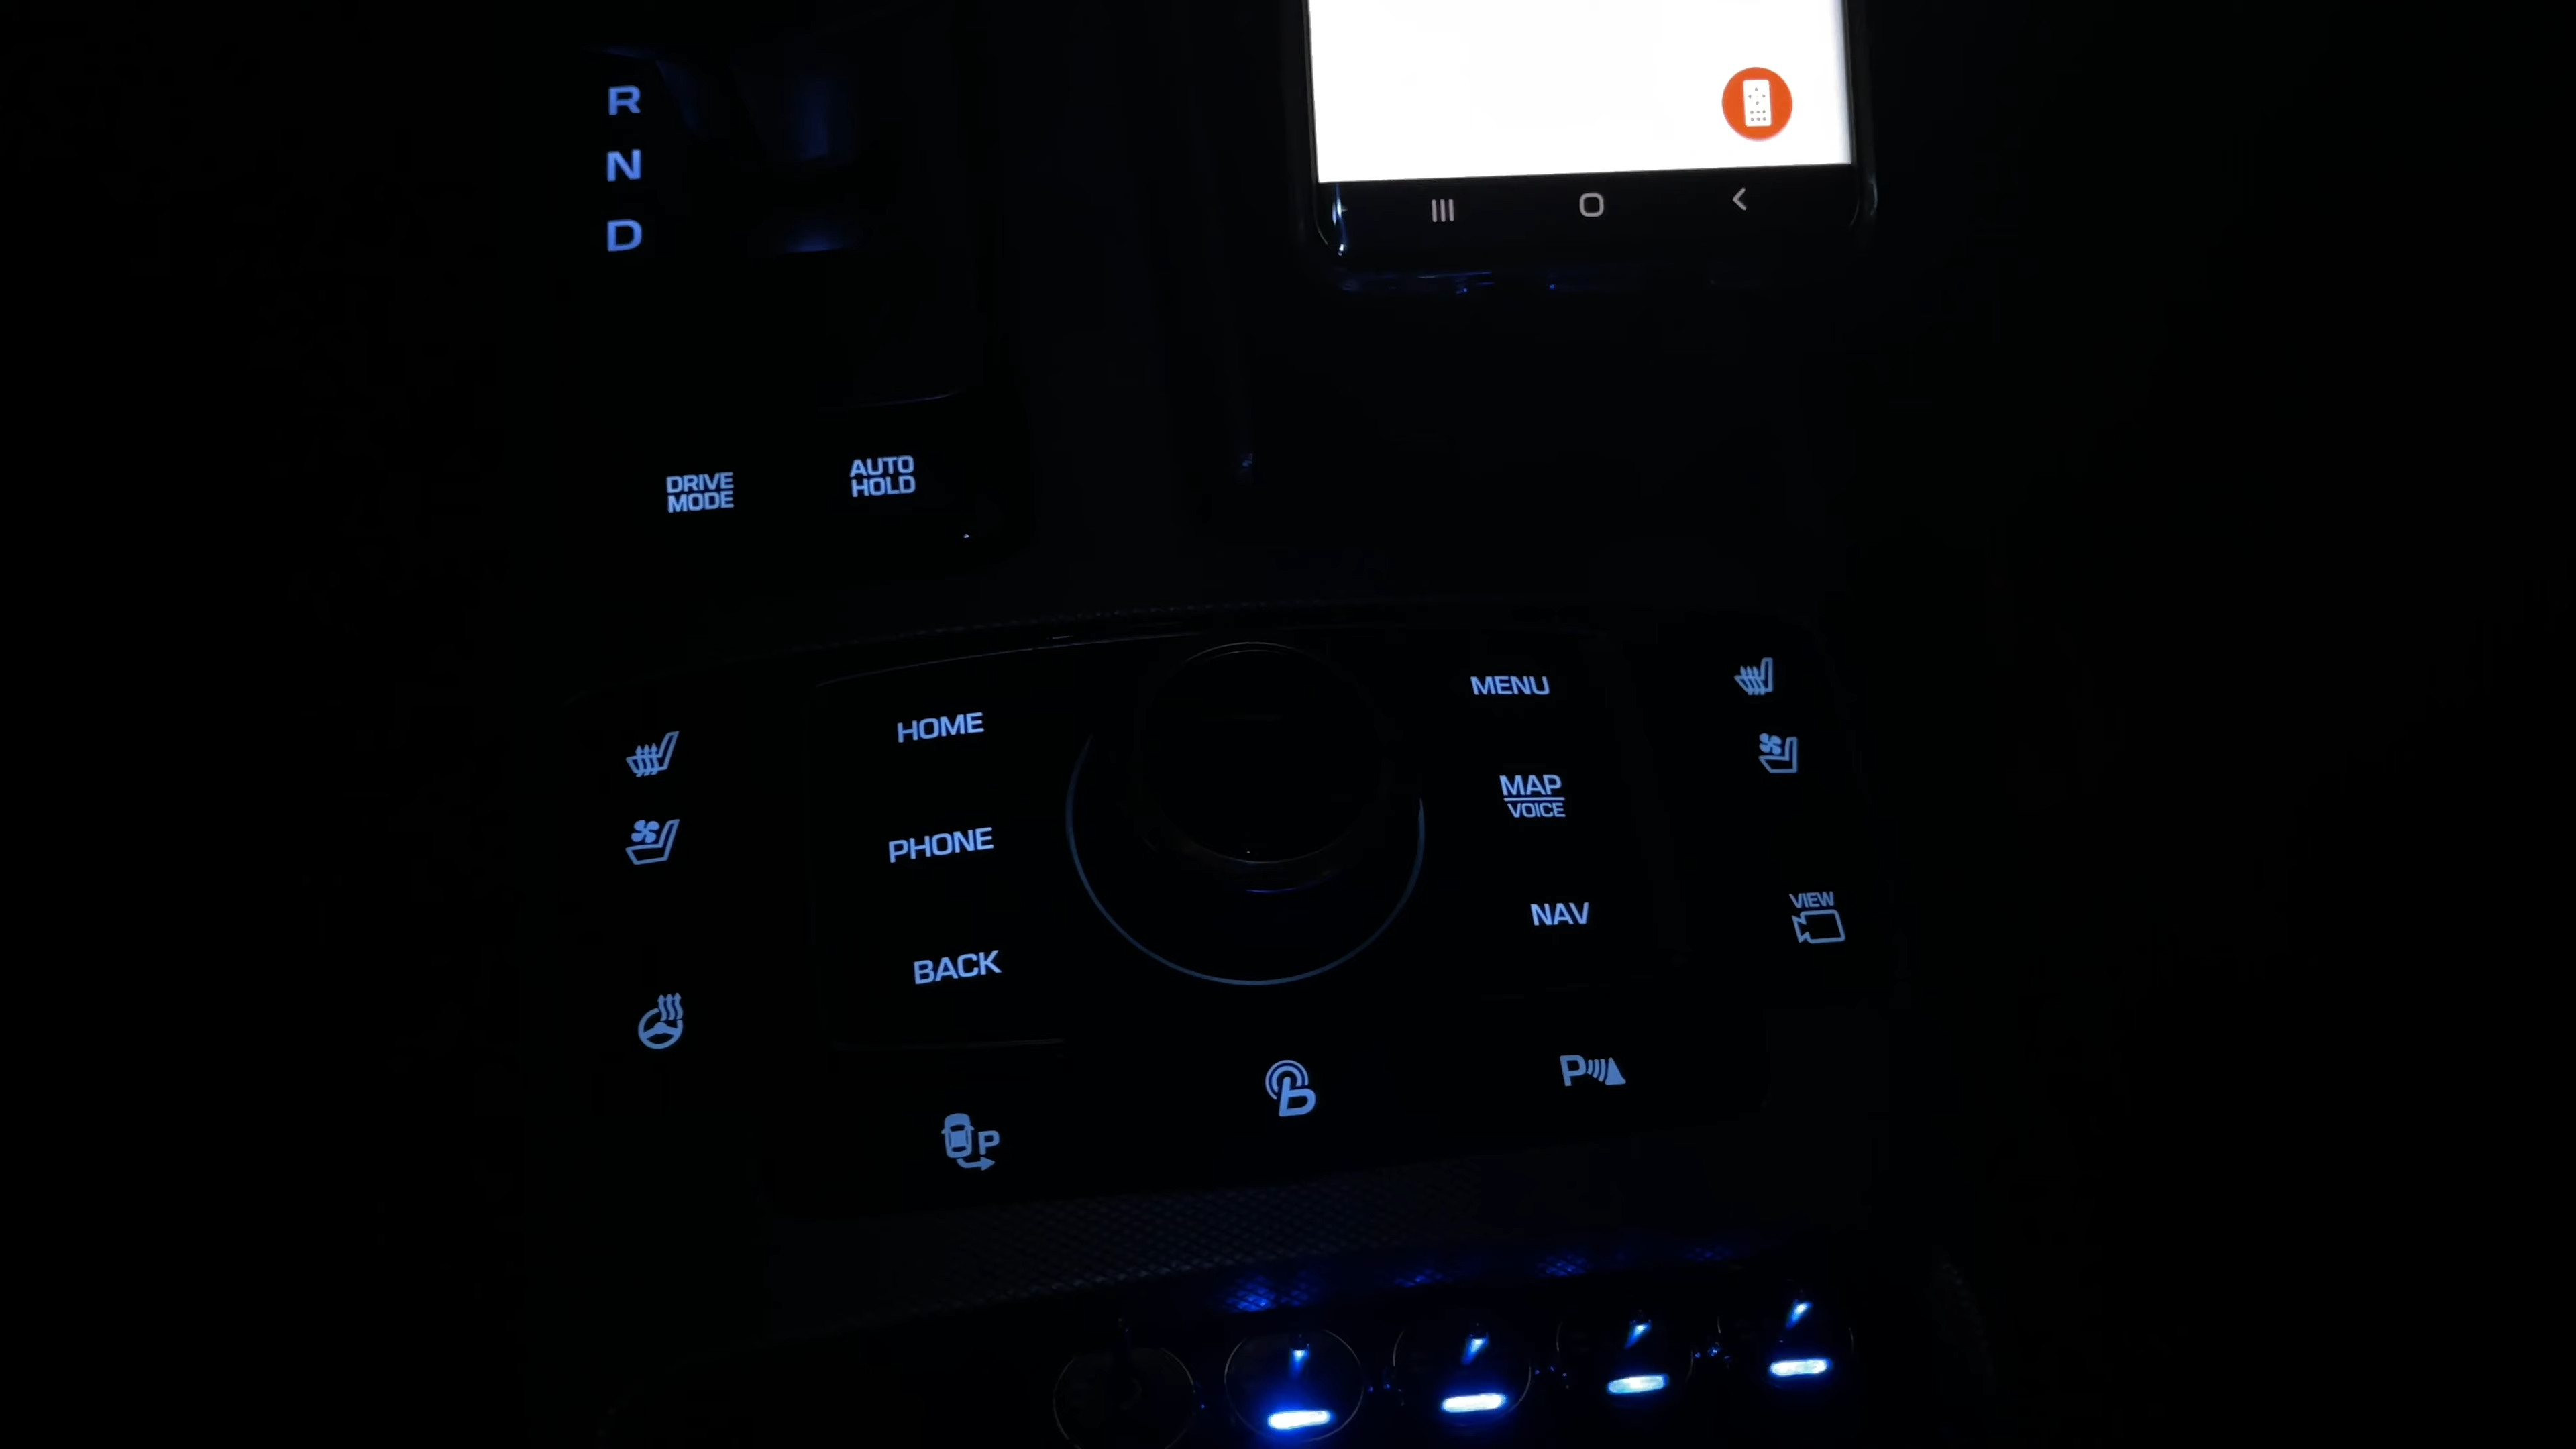 R
N
D
DRIVE
MODE
AUTO
HOLD
HOME
PHONE
BACK
MENU
MAP
VOICE
NAV
VIEW
P
P
B